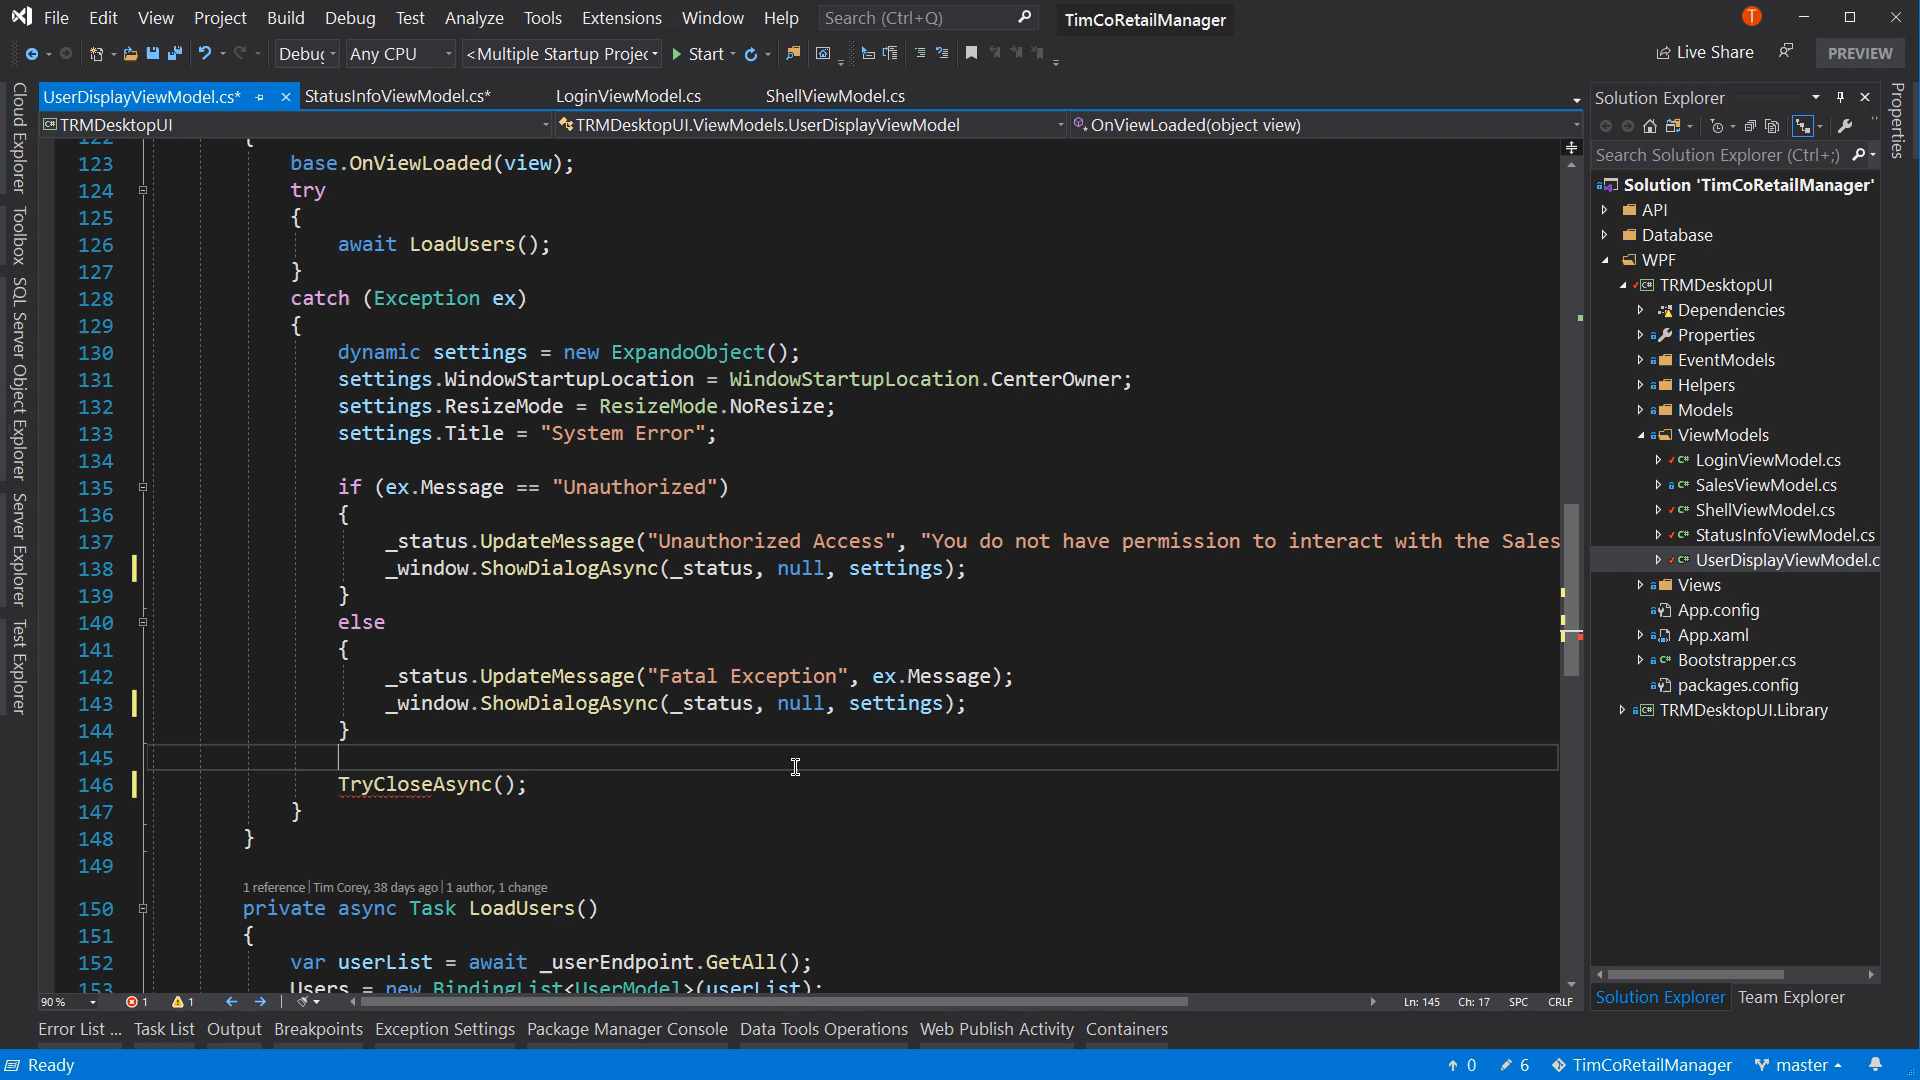 File Edit View Project Build Debug Test Analyze Tools Extensions Window Help Search (Ctrl+Q) TimCoRetailManager T
Debug Any CPU <Multiple Startup Projec Start Live Share PREVIEW
UserDisplayViewModel.cs* StatusInfoViewModel.cs* LoginViewModel.cs ShellViewModel.cs
TRMDesktopUI TRMDesktopUI.ViewModels.UserDisplayViewModel OnViewLoaded(object view)
Cloud Explorer
Toolbox
SQL Server Object Explorer
Server Explorer
Test Explorer
122 {
123 base.OnViewLoaded(view);
124 try
125 {
126 await LoadUsers();
127 }
128 catch (Exception ex)
129 {
130 dynamic settings = new ExpandoObject();
131 settings.WindowStartupLocation = WindowStartupLocation.CenterOwner;
132 settings.ResizeMode = ResizeMode.NoResize;
133 settings.Title = "System Error";
134
135 if (ex.Message == "Unauthorized")
136 {
137 _status.UpdateMessage("Unauthorized Access", "You do not have permission to interact with the Sales
138 _window.ShowDialogAsync(_status, null, settings);
139 }
140 else
141 {
142 _status.UpdateMessage("Fatal Exception", ex.Message);
143 _window.ShowDialogAsync(_status, null, settings);
144 }
145
146 TryCloseAsync();
147 }
148 }
149
1 reference | Tim Corey, 38 days ago | 1 author, 1 change
150 private async Task LoadUsers()
151 {
152 var userList = await _userEndpoint.GetAll();
153 Users = new BindingList<UserModel>(userList);
90 % 1 1 Ln: 145 Ch: 17 SPC CRLF
Solution Explorer
Search Solution Explorer (Ctrl+;)
Solution 'TimCoRetailManager'
API
Database
WPF
TRMDesktopUI
Dependencies
Properties
EventModels
Helpers
Models
ViewModels
LoginViewModel.cs
SalesViewModel.cs
ShellViewModel.cs
StatusInfoViewModel.cs
UserDisplayViewModel.c
Views
App.config
App.xaml
Bootstrapper.cs
packages.config
TRMDesktopUI.Library
Solution Explorer Team Explorer
Properties
Error List ... Task List Output Breakpoints Exception Settings Package Manager Console Data Tools Operations Web Publish Activity Containers
Ready 0 6 TimCoRetailManager master